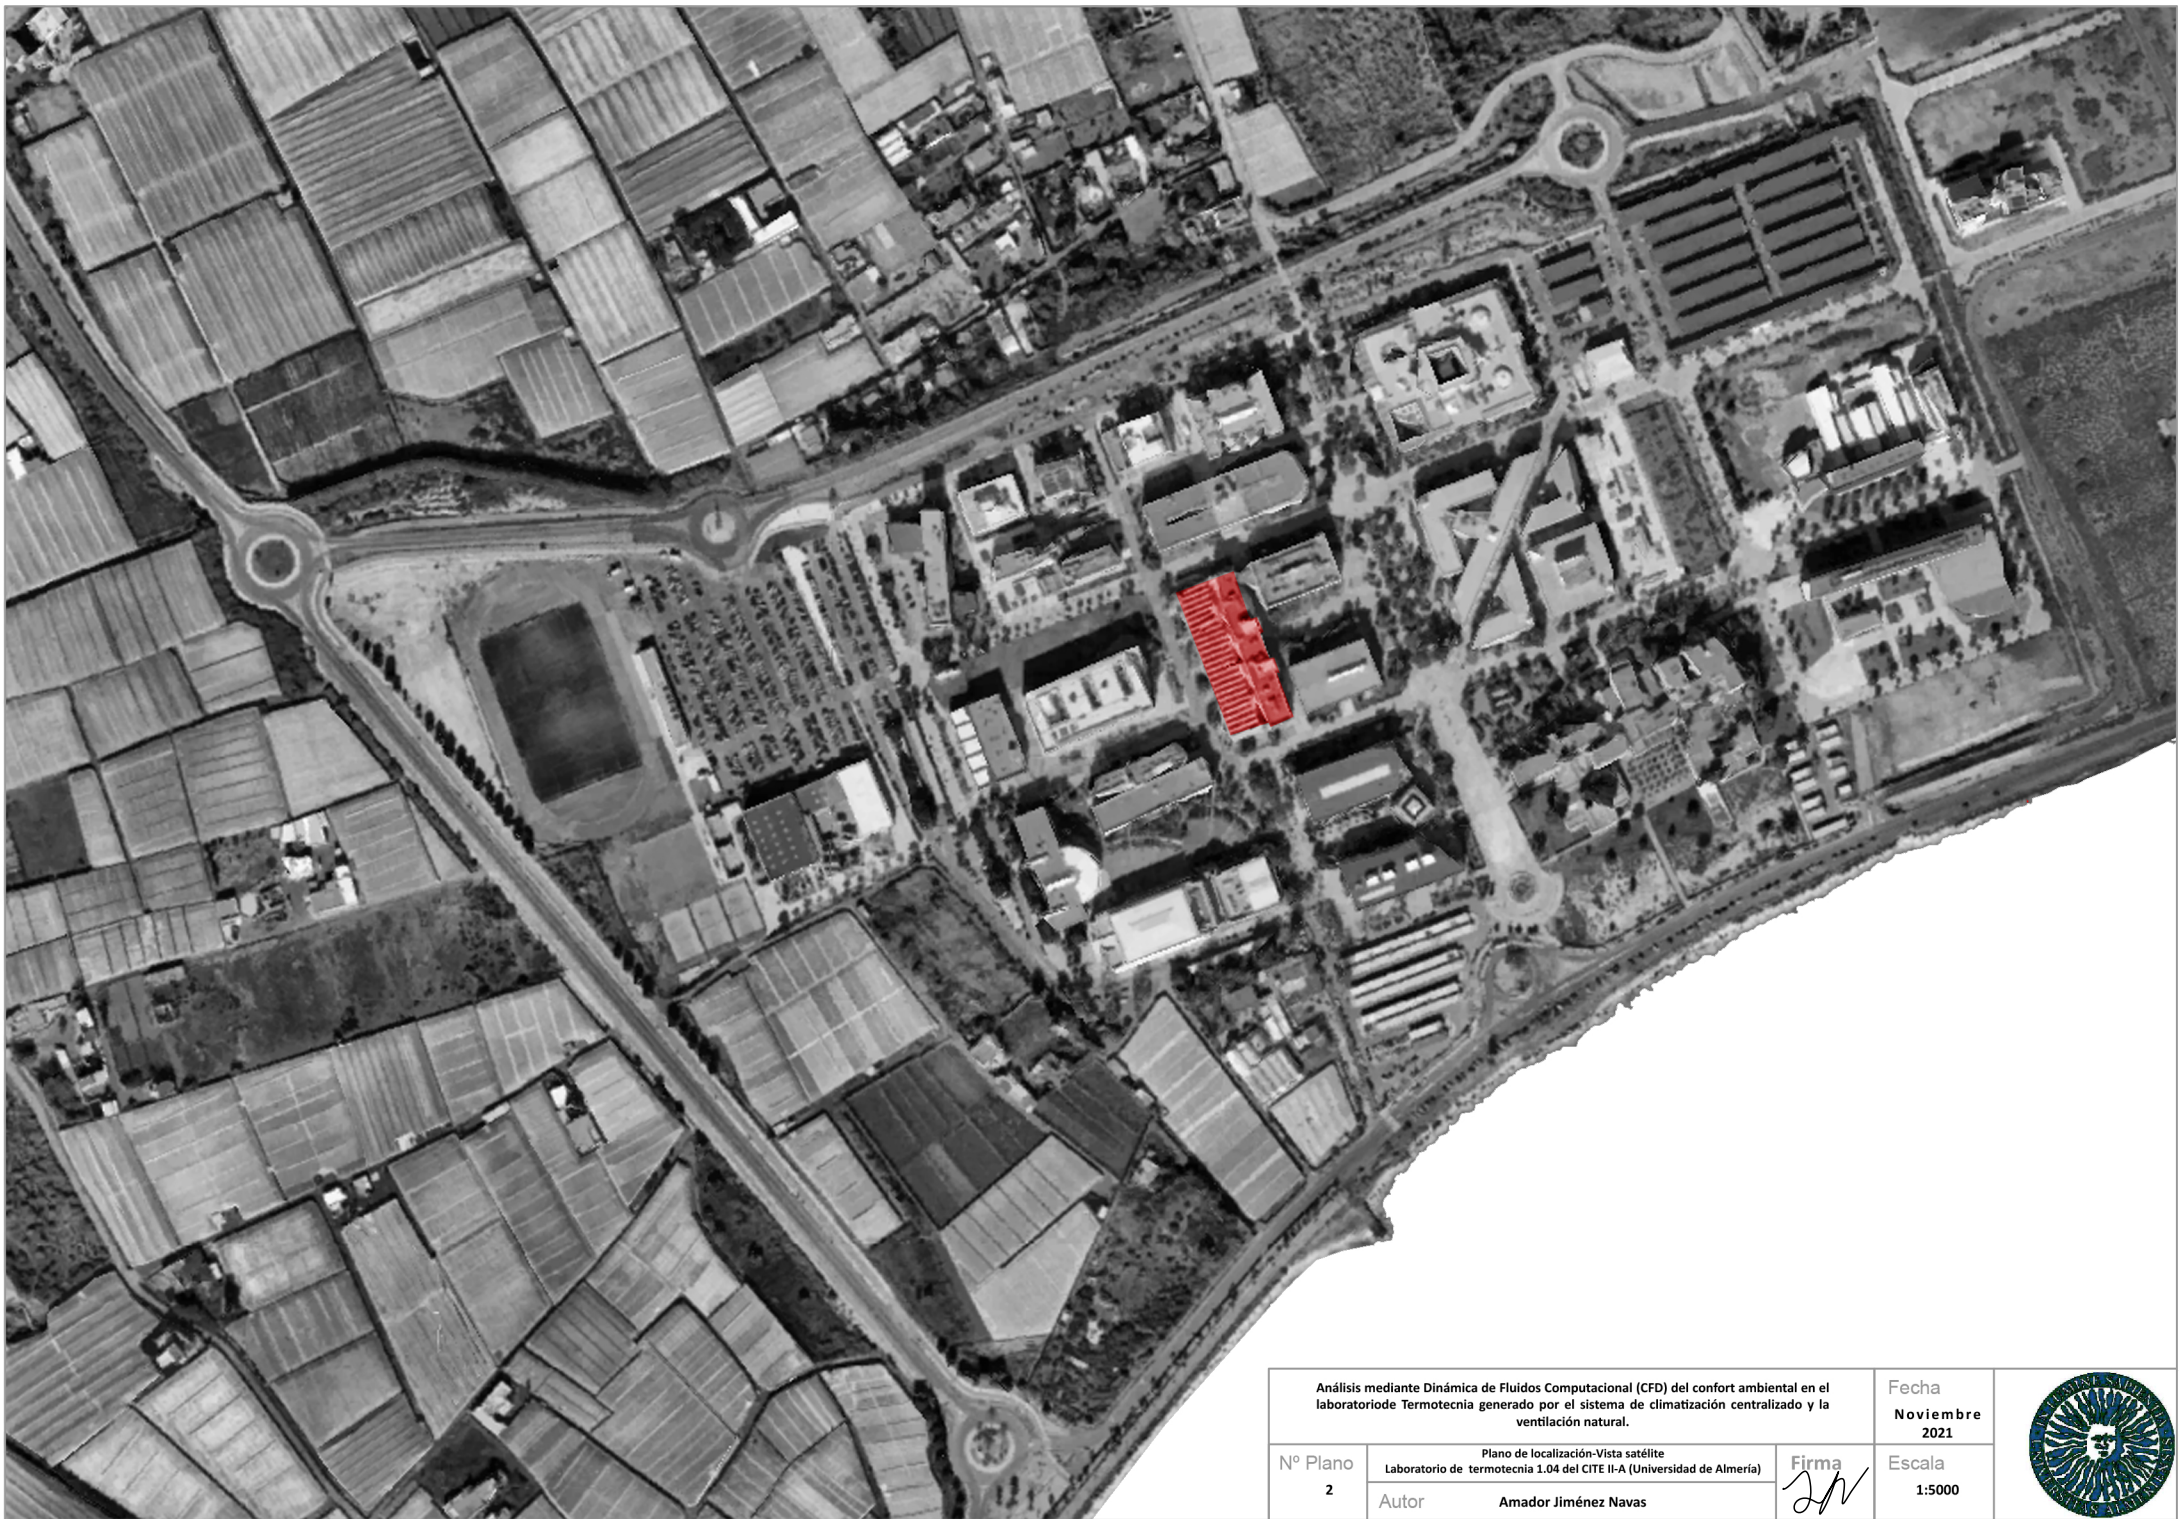 Análisis mediante Dinámica de Fluidos Computacional (CFD) del confort ambiental en el
laboratoriode Termotecnia generado por el sistema de climatización centralizado y la
ventilación natural.
Fecha
Noviembre
2021
Nº Plano
2
Plano de localización-Vista satélite
Laboratorio de termotecnia 1.04 del CITE II-A (Universidad de Almería)
Autor
Amador Jiménez Navas
Firma
Escala
1:5000